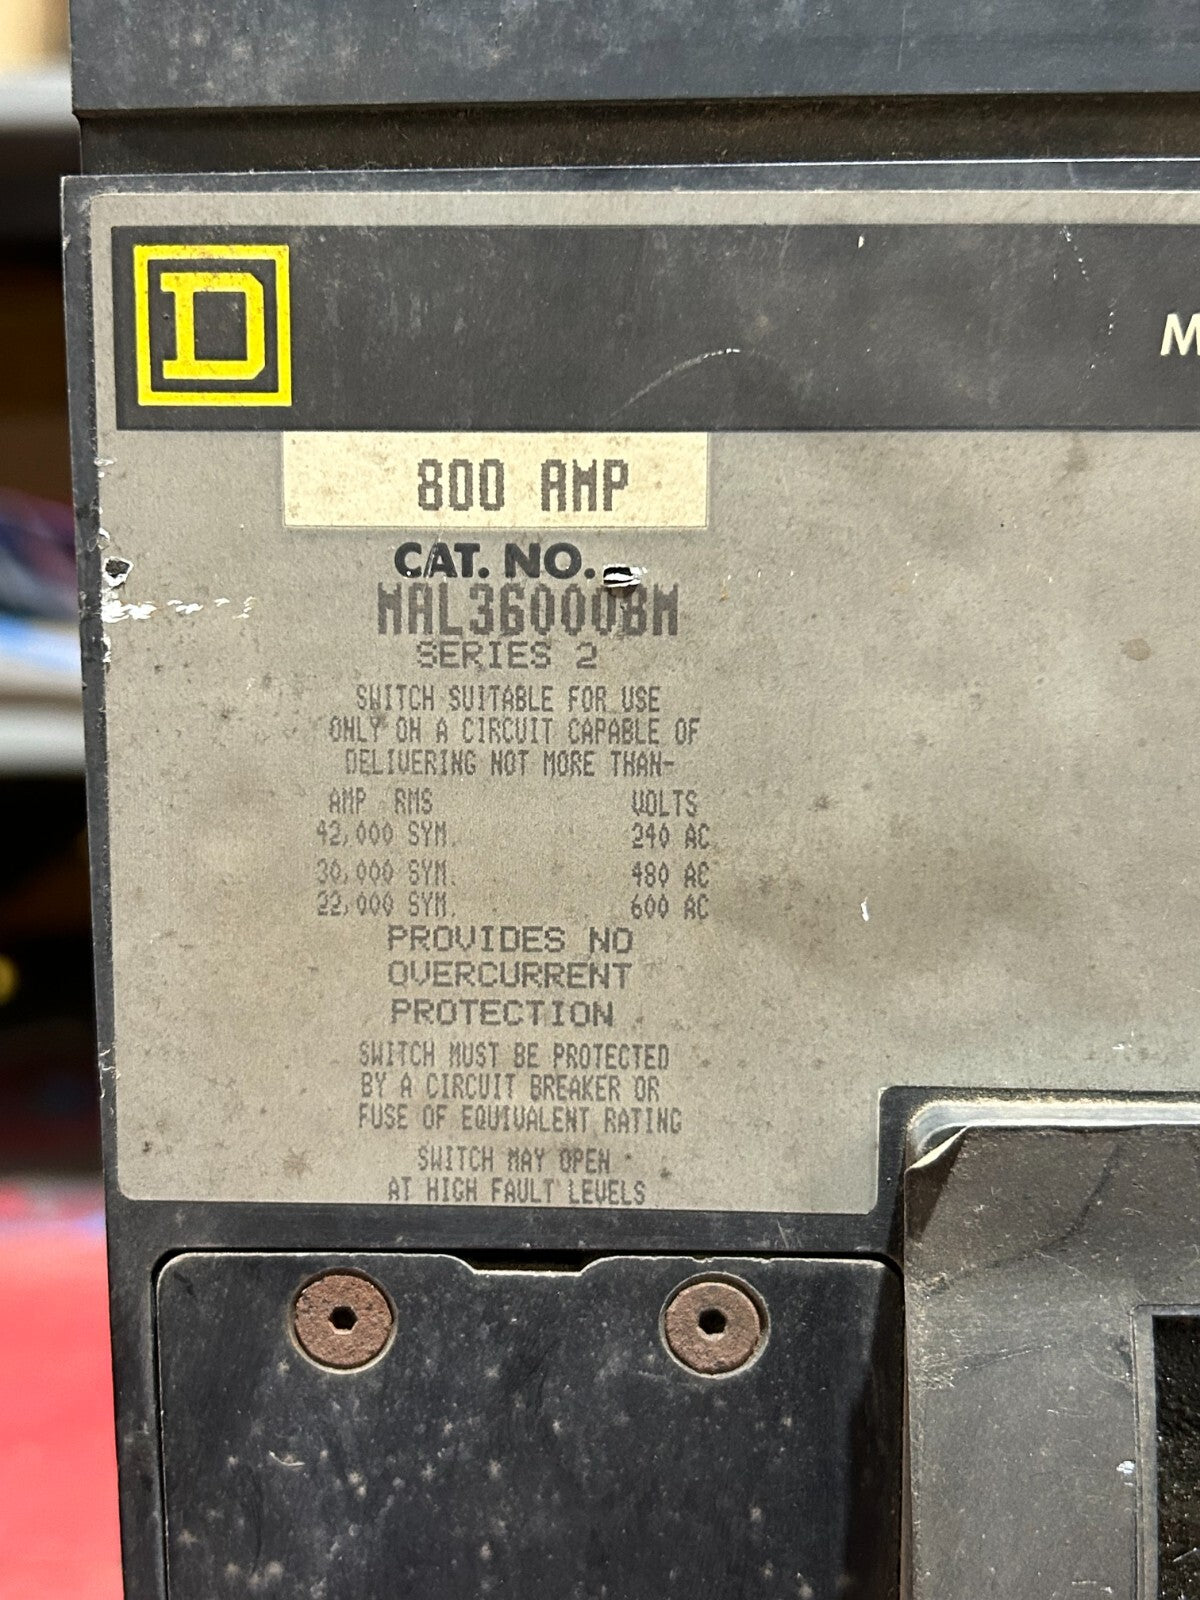 D
M
800 AMP
CAT. NO.
MAL360008M
SERIES 2
SWITCH SUITABLE FOR USE
ONLY ON A CIRCUIT CAPABLE OF
DELIVERING NOT MORE THAN-
AMP RMS VOLTS
42,000 SYM. 240 AC
30,000 SYM. 480 AC
22,000 SYM. 600 AC
PROVIDES NO
OVERCURRENT
PROTECTION
SWITCH MUST BE PROTECTED
BY A CIRCUIT BREAKER OR
FUSE OF EQUIVALENT RATING
SWITCH MAY OPEN
AT HIGH FAULT LEVELS